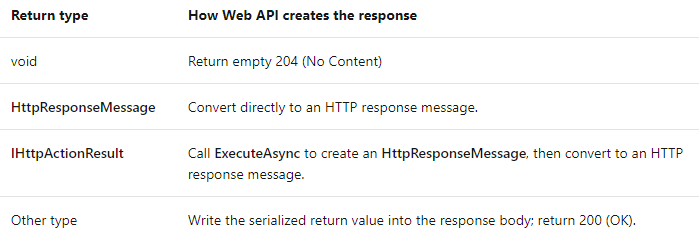 Return type How Web API creates the response
void Return empty 204 (No Content)
HttpResponseMessage Convert directly to an HTTP response message.
IHttpActionResult Call ExecuteAsync to create an HttpResponseMessage, then convert to an HTTP
response message.
Other type Write the serialized return value into the response body; return 200 (OK).